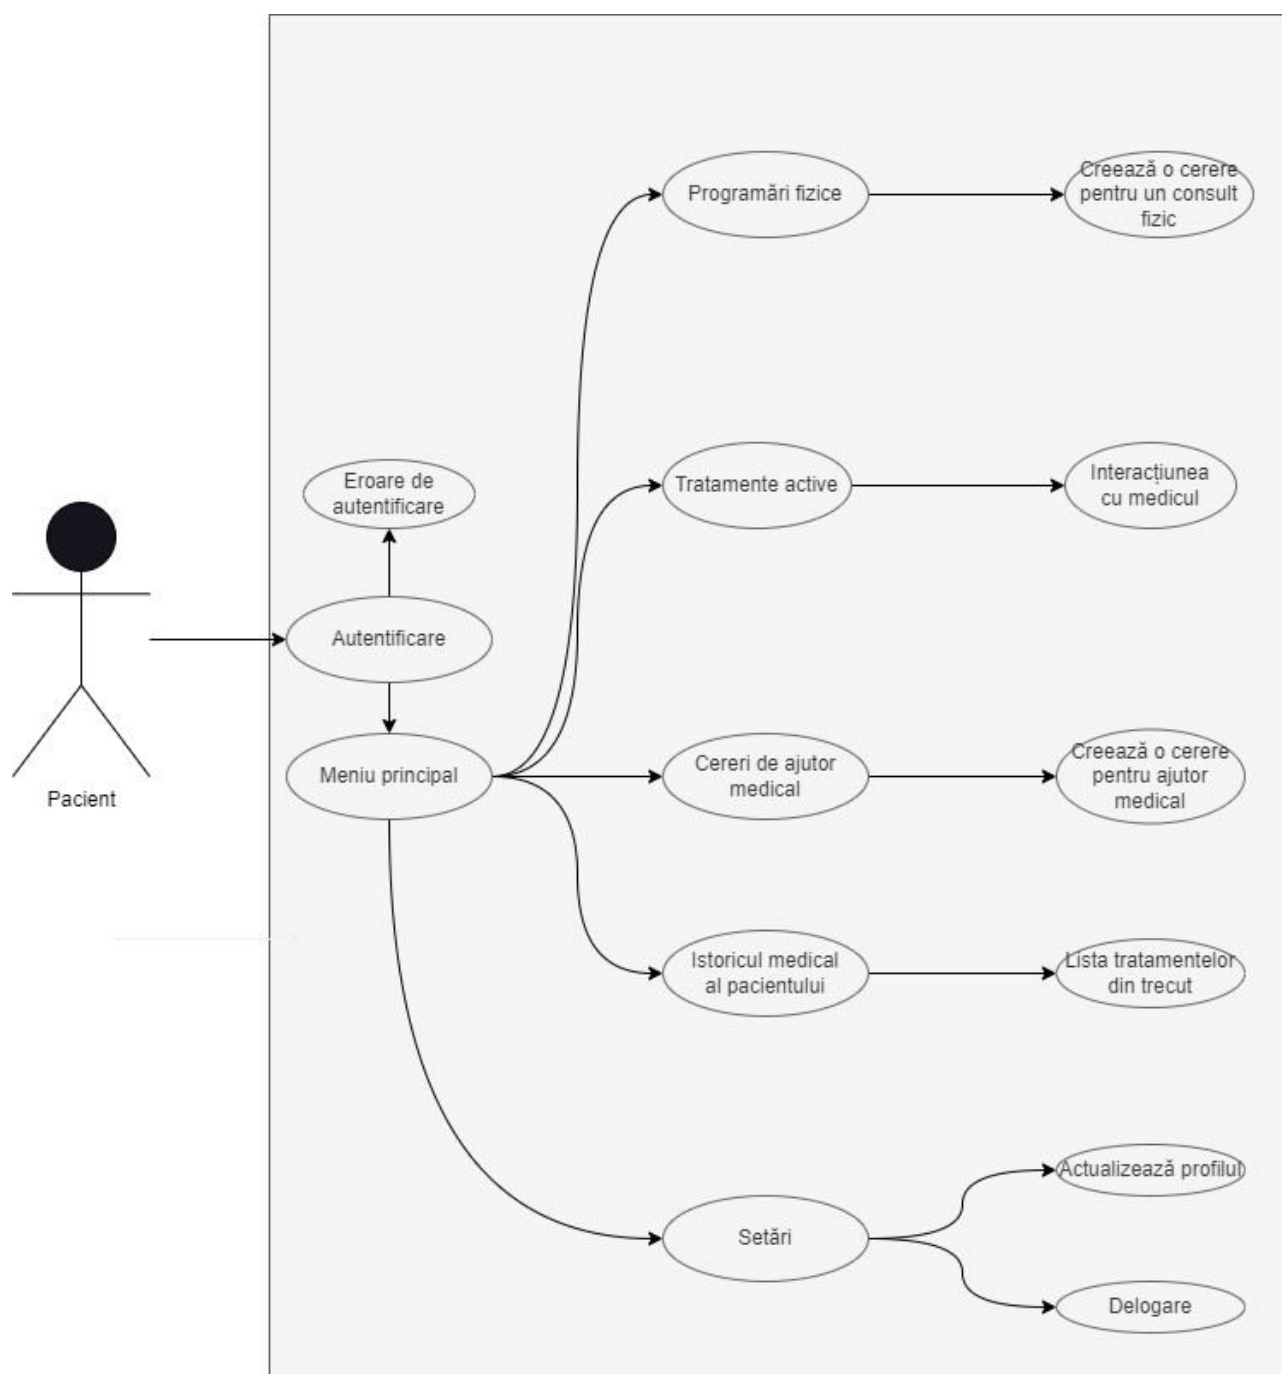 Programări fizice
Creează o cerere
pentru un consult
fizic
Eroare de
autentificare
Tratamente active
Interacțiunea
cu medicul
Autentificare
Meniu principal
Pacient
Cereri de ajutor
medical
Creează o cerere
pentru ajutor
medical
Istoricul medical
al pacientului
Lista tratamentelor
din trecut
Setări
Actualizează profilul
Delogare